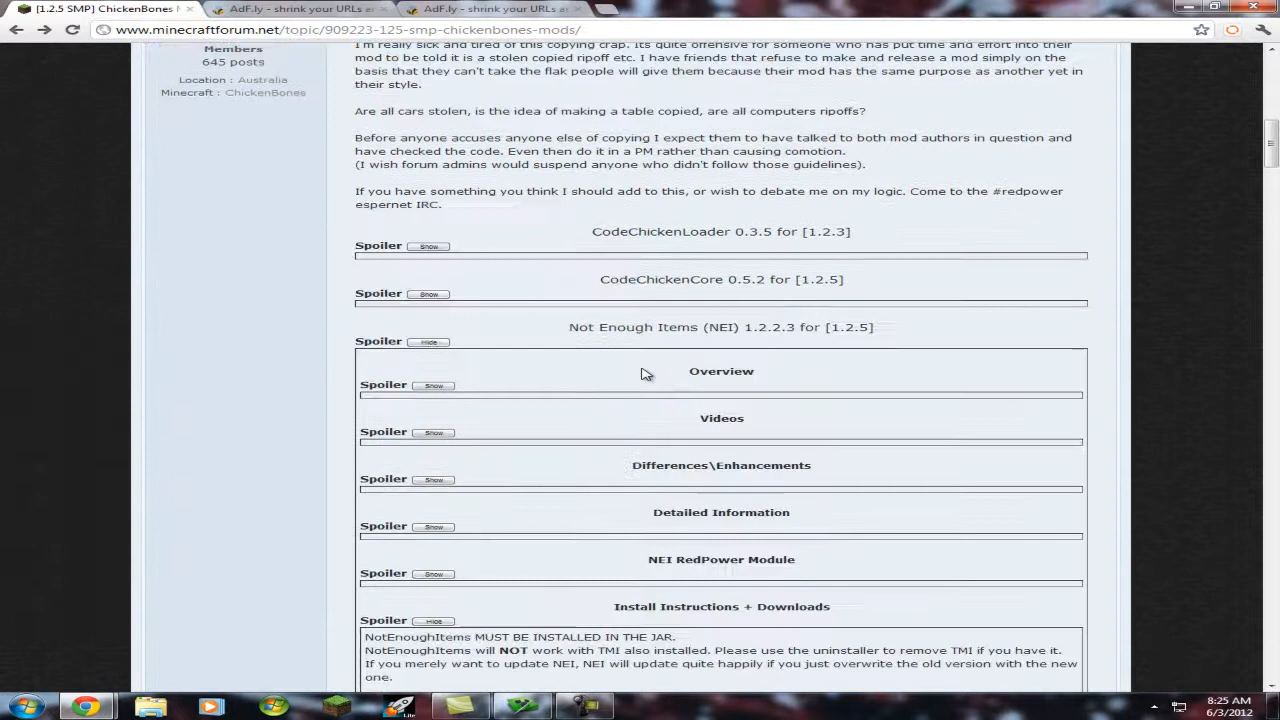 [1.2.5 SMP] ChickenBones M
AdF.ly - shrink your URLs a
AdF.ly - shrink your URLs a
www.minecraftforum.net/topic/909223-125-smp-chickenbones-mods/
Members
645 posts
Location : Australia
Minecraft : ChickenBones
I'm really sick and tired of this copying crap. Its quite offensive for someone who has put time and effort into their
mod to be told it is a stolen copied ripoff etc. I have friends that refuse to make and release a mod simply on the
basis that they can't take the flak people will give them because their mod has the same purpose as another yet in
their style.
Are all cars stolen, is the idea of making a table copied, are all computers ripoffs?
Before anyone accuses anyone else of copying I expect them to have talked to both mod authors in question and
have checked the code. Even then do it in a PM rather than causing comotion.
(I wish forum admins would suspend anyone who didn't follow those guidelines).
If you have something you think I should add to this, or wish to debate me on my logic. Come to the #redpower
espernet IRC.
CodeChickenLoader 0.3.5 for [1.2.3]
Spoiler Show
CodeChickenCore 0.5.2 for [1.2.5]
Spoiler Show
Not Enough Items (NEI) 1.2.2.3 for [1.2.5]
Spoiler Hide
Overview
Spoiler Show
Videos
Spoiler Show
Differences\Enhancements
Spoiler Show
Detailed Information
Spoiler Show
NEI RedPower Module
Spoiler Show
Install Instructions + Downloads
Spoiler Hide
NotEnoughItems MUST BE INSTALLED IN THE JAR.
NotEnoughItems will NOT work with TMI also installed. Please use the uninstaller to remove TMI if you have it.
If you merely want to update NEI, NEI will update quite happily if you just overwrite the old version with the new
one.
Lite
8:25 AM
6/3/2012